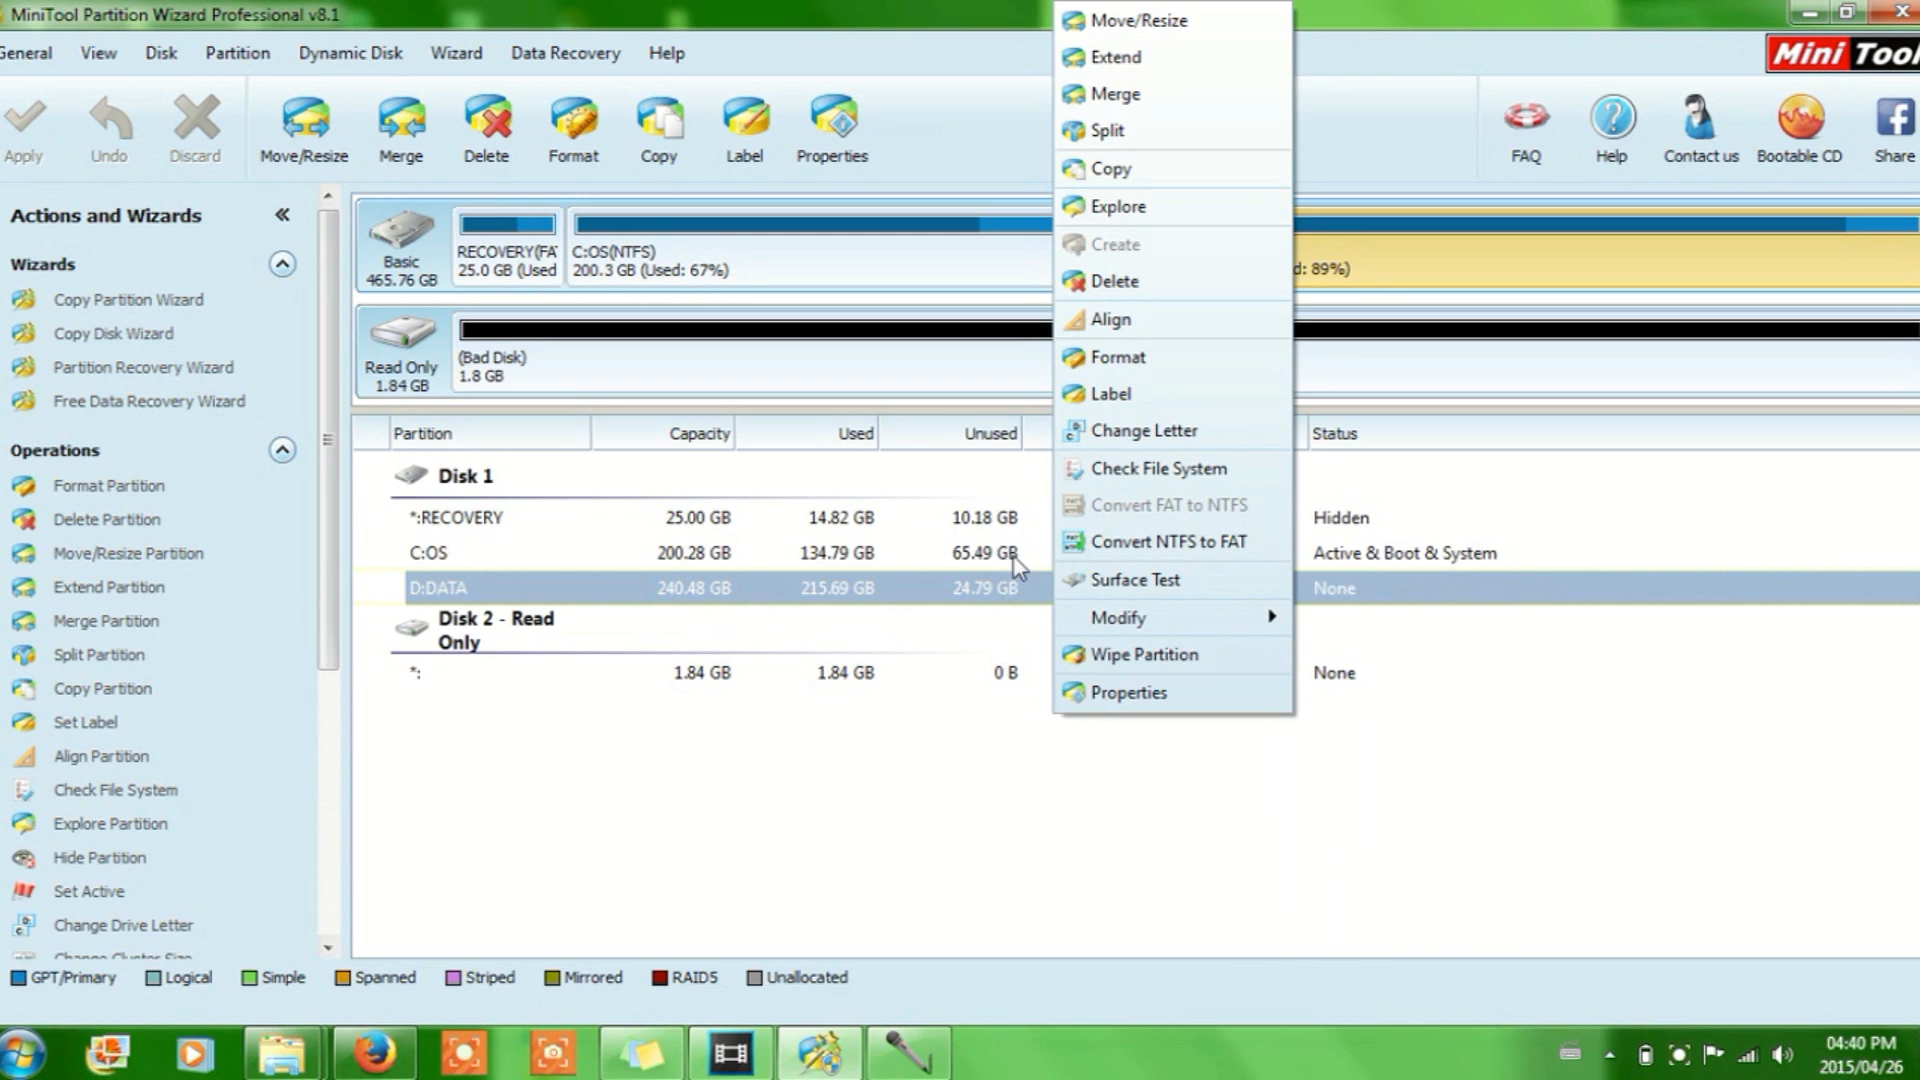 MiniTool Partition Wizard Professional v8.1
General View Disk Partition Dynamic Disk Wizard Data Recovery Help
Mini Tool
Apply Undo Discard Move/Resize Merge Delete Format Copy Label Properties
FAQ Help Contact us Bootable CD Share
Actions and Wizards
Wizards
Copy Partition Wizard
Copy Disk Wizard
Partition Recovery Wizard
Free Data Recovery Wizard
Operations
Format Partition
Delete Partition
Move/Resize Partition
Extend Partition
Merge Partition
Split Partition
Copy Partition
Set Label
Align Partition
Check File System
Explore Partition
Hide Partition
Set Active
Change Drive Letter
Change Cluster Size
Basic
465.76 GB
RECOVERY(FAT
25.0 GB (Used
C:OS(NTFS)
200.3 GB (Used: 67%)
d: 89%)
Read Only
1.84 GB
(Bad Disk)
1.8 GB
Partition Capacity Used Unused Status
Disk 1
*:RECOVERY 25.00 GB 14.82 GB 10.18 GB Hidden
C:OS 200.28 GB 134.79 GB 65.49 GB Active & Boot & System
D:DATA 240.48 GB 215.69 GB 24.79 GB None
Disk 2 - Read
Only
*: 1.84 GB 1.84 GB 0 B None
Move/Resize
Extend
Merge
Split
Copy
Explore
Create
Delete
Align
Format
Label
Change Letter
Check File System
Convert FAT to NTFS
Convert NTFS to FAT
Surface Test
Modify
Wipe Partition
Properties
GPT/Primary Logical Simple Spanned Striped Mirrored RAID5 Unallocated
04:40 PM
2015/04/26